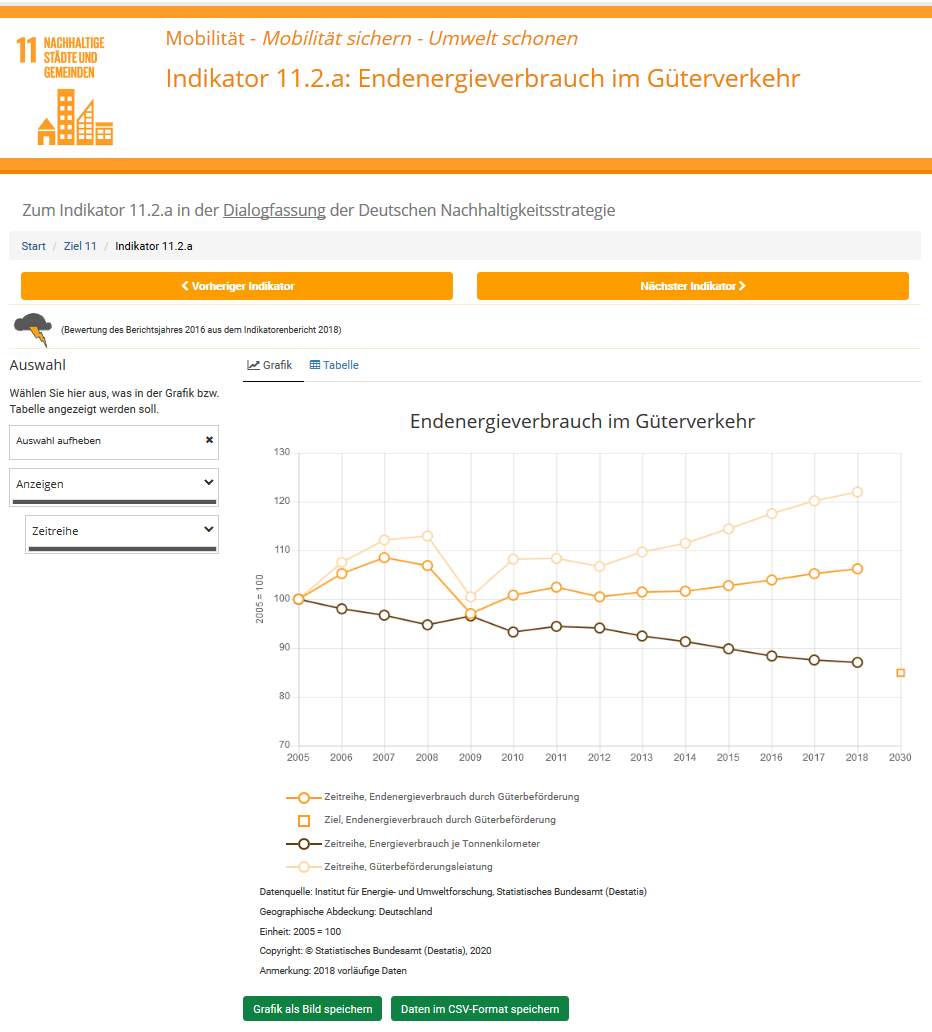 11 NACHHALTIGE
STÄDTE UND
GEMEINDEN
Mobilität - Mobilität sichern - Umwelt schonen
Indikator 11.2.a: Endenergieverbrauch im Güterverkehr
Zum Indikator 11.2.a in der Dialogfassung der Deutschen Nachhaltigkeitsstrategie
Start / Ziel 11 / Indikator 11.2.a
Vorheriger Indikator
Nächster Indikator
(Bewertung des Berichtsjahres 2016 aus dem Indikatorenbericht 2018)
Auswahl
Wählen Sie hier aus, was in der Grafik bzw.
Tabelle angezeigt werden soll.
Auswahl aufheben
Anzeigen
Zeitreihe
Grafik
Tabelle
Endenergieverbrauch im Güterverkehr
130
120
110
100
90
80
70
2005 = 100
2005 2006 2007 2008 2009 2010 2011 2012 2013 2014 2015 2016 2017 2018 2030
Zeitreihe, Endenergieverbrauch durch Güterbeförderung
Ziel, Endenergieverbrauch durch Güterbeförderung
Zeitreihe, Energieverbrauch je Tonnenkilometer
Zeitreihe, Güterbeförderungsleistung
Datenquelle: Institut für Energie- und Umweltforschung, Statistisches Bundesamt (Destatis)
Geographische Abdeckung: Deutschland
Einheit: 2005 = 100
Copyright: © Statistisches Bundesamt (Destatis), 2020
Anmerkung: 2018 vorläufige Daten
Grafik als Bild speichern
Daten im CSV-Format speichern